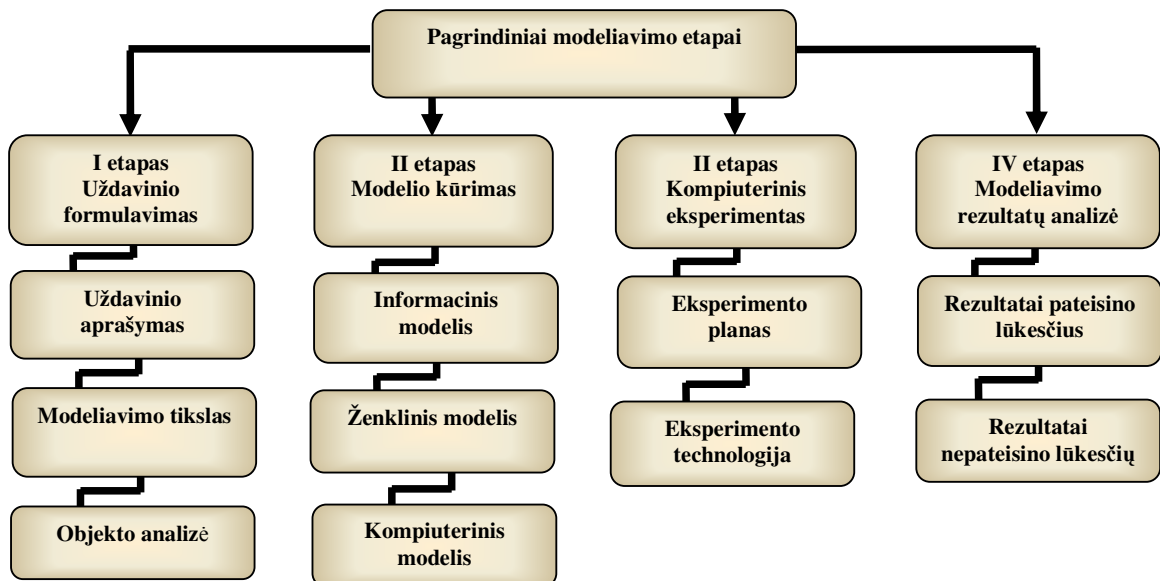 Pagrindiniai modeliavimo etapai
I etapas
Uždavinio
formulavimas
Uždavinio
aprašymas
Modeliavimo tikslas
Objekto analizė
II etapas
Modelio kūrimas
Informacinis
modelis
Ženklinis modelis
Kompiuterinis
modelis
II etapas
Kompiuterinis
eksperimentas
Eksperimento
planas
Eksperimento
technologija
IV etapas
Modeliavimo
rezultatų analizė
Rezultatai pateisino
lūkesčius
Rezultatai
nepateisino lūkesčių